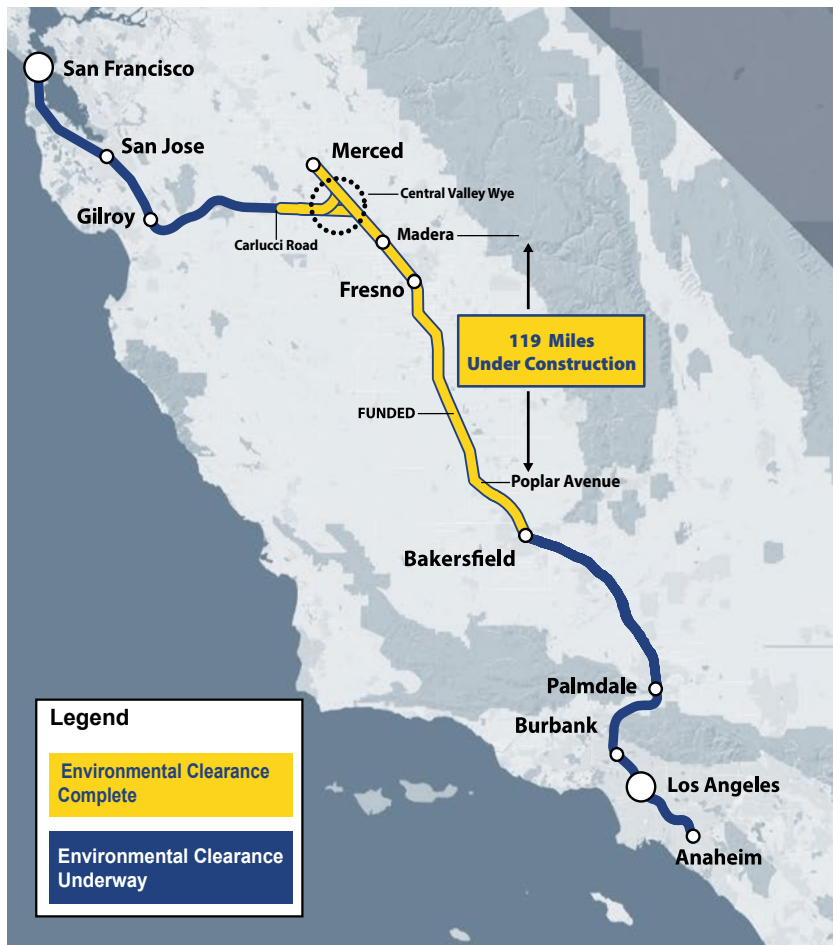 San Francisco
San Jose
Merced
Central Valley Wye
Gilroy
Carlucci Road
Madera
Fresno
119 Miles
Under Construction
FUNDED
Poplar Avenue
Bakersfield
Palmdale
Burbank
Los Angeles
Anaheim
Legend
Environmental Clearance
Complete
Environmental Clearance
Underway